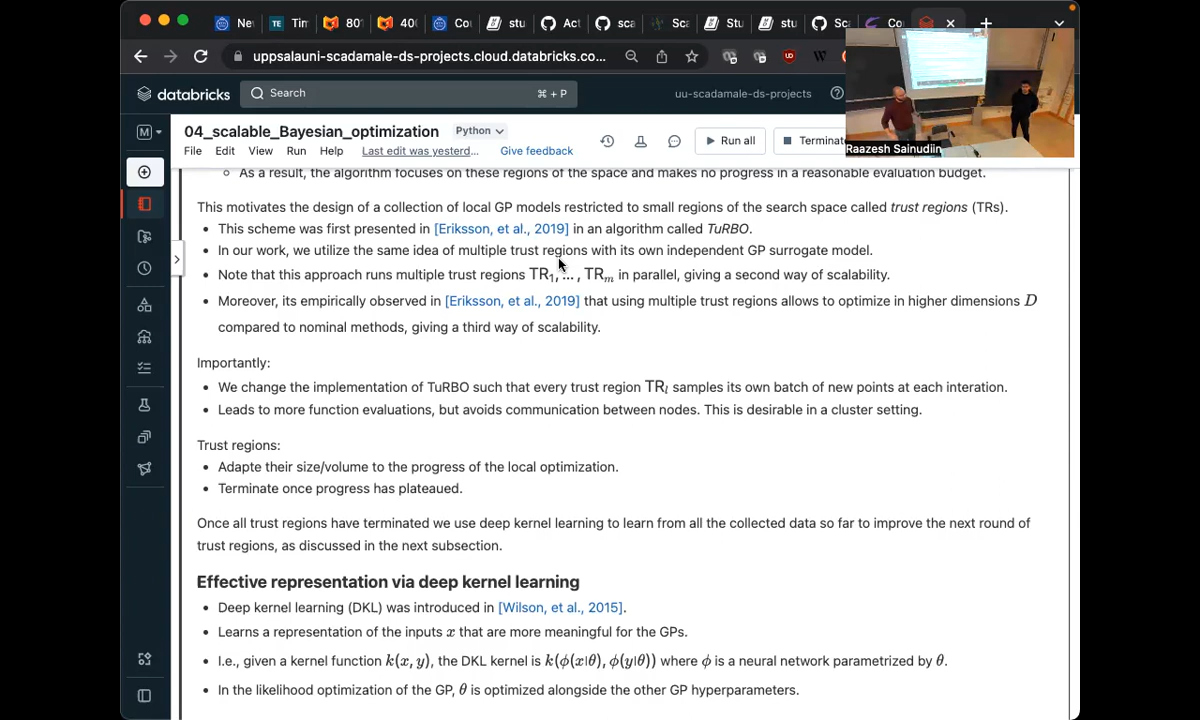 Ne
Tim
80°
400
Cou
stu
Act
sca
Sca
Stu
stu
Sc
Co
uppsalauni-scadamale-ds-projects.cloud.databricks.co...
databricks
Search
⌘ + P
uu-scadamale-ds-projects
Raazesh Sainudiin
M
04_scalable_Bayesian_optimization
Python
File Edit View Run Help Last edit was yesterd... Give feedback
Run all
Terminat
As a result, the algorithm focuses on these regions of the space and makes no progress in a reasonable evaluation budget.
This motivates the design of a collection of local GP models restricted to small regions of the search space called trust regions (TRs).
• This scheme was first presented in [Eriksson, et al., 2019] in an algorithm called TuRBO.
• In our work, we utilize the same idea of multiple trust regions with its own independent GP surrogate model.
• Note that this approach runs multiple trust regions TR₁, ... , TRₘ in parallel, giving a second way of scalability.
• Moreover, its empirically observed in [Eriksson, et al., 2019] that using multiple trust regions allows to optimize in higher dimensions D
compared to nominal methods, giving a third way of scalability.
Importantly:
• We change the implementation of TuRBO such that every trust region TRₗ samples its own batch of new points at each interation.
• Leads to more function evaluations, but avoids communication between nodes. This is desirable in a cluster setting.
Trust regions:
• Adapte their size/volume to the progress of the local optimization.
• Terminate once progress has plateaued.
Once all trust regions have terminated we use deep kernel learning to learn from all the collected data so far to improve the next round of
trust regions, as discussed in the next subsection.
Effective representation via deep kernel learning
• Deep kernel learning (DKL) was introduced in [Wilson, et al., 2015].
• Learns a representation of the inputs x that are more meaningful for the GPs.
• I.e., given a kernel function k(x, y), the DKL kernel is k(ϕ(x|θ), ϕ(y|θ)) where ϕ is a neural network parametrized by θ.
• In the likelihood optimization of the GP, θ is optimized alongside the other GP hyperparameters.